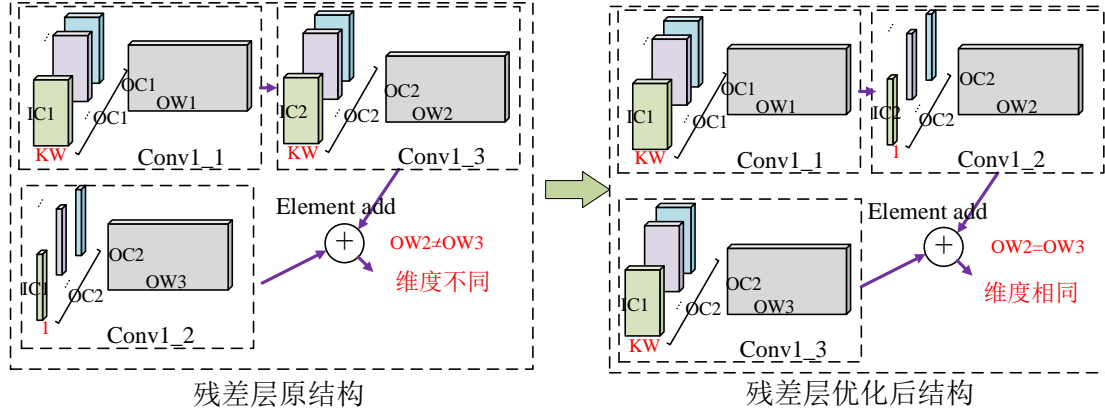 IC1
KW
OC1
OC1
OW1
Conv1_1
IC2
KW
OC2
OC2
OW2
Conv1_3
IC1
1
OC2
OC2
OW3
Conv1_2
Element add
+
OW2≠OW3
维度不同
残差层原结构
IC1
KW
OC1
OC1
OW1
Conv1_1
IC2
1
OC2
OC2
OW2
Conv1_2
IC1
KW
OC2
OC2
OW3
Conv1_3
Element add
+
OW2=OW3
维度相同
残差层优化后结构